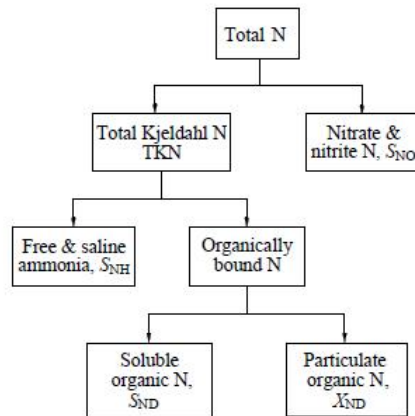 Total N
Total Kjeldahl N
TKN
Nitrate &
nitrite N, SNO
Free & saline
ammonia, SNH
Organically
bound N
Soluble
organic N,
SND
Particulate
organic N,
XND